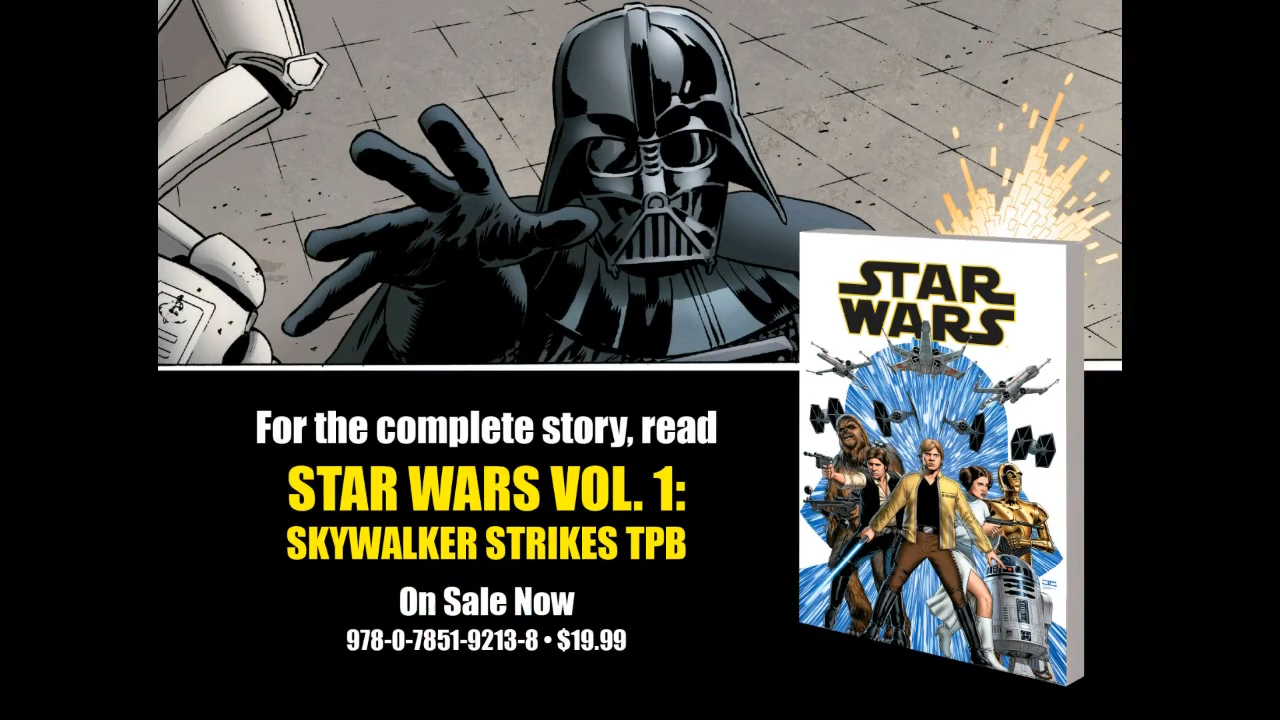 STAR
WARS
For the complete story, read
STAR WARS VOL. 1:
SKYWALKER STRIKES TPB
On Sale Now
978-0-7851-9213-8 • $19.99